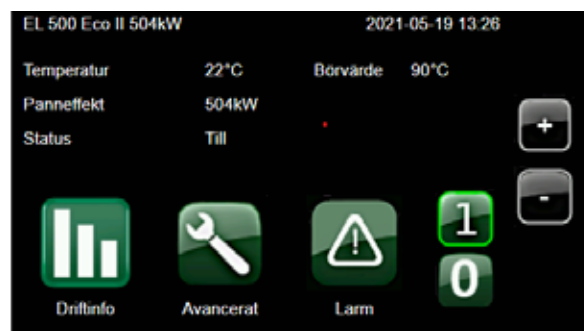 EL 500 Eco II 504kW 2021-05-19 13:26
Temperatur 22°C Börvärde 90°C
Panneffekt 504kW
Status Till
+
-
1
0
Driftinfo Avancerat Larm